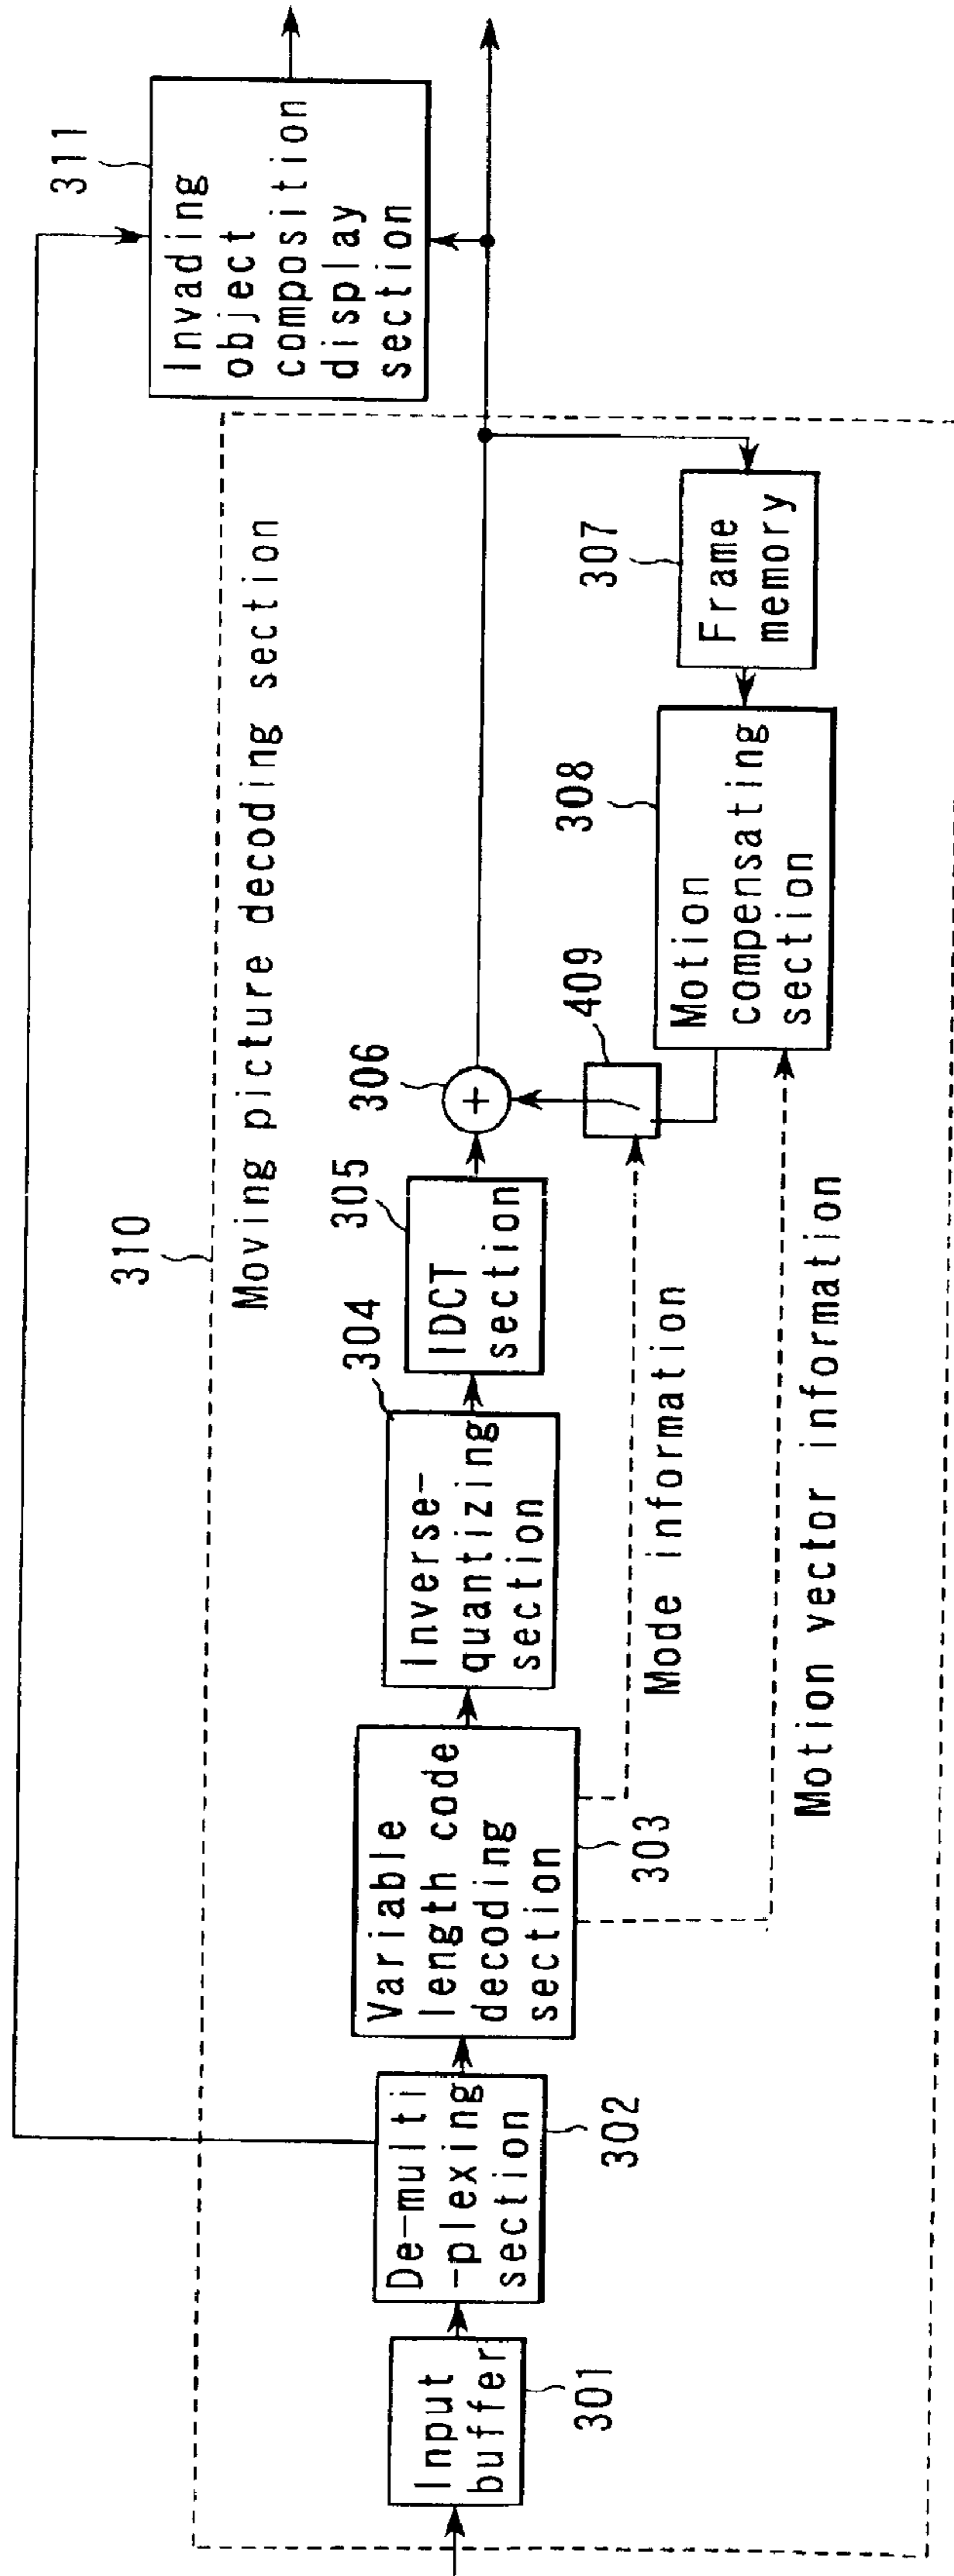 311
Invading
object
composition
display
section
310
Moving picture decoding section
301
Input
buffer
302
De-multi
-plexing
section
303
Variable
length code
decoding
section
304
Inverse-
quantizing
section
305
IDCT
section
306
+
409
308
Motion
compensating
section
307
Frame
memory
Mode information
Motion vector information